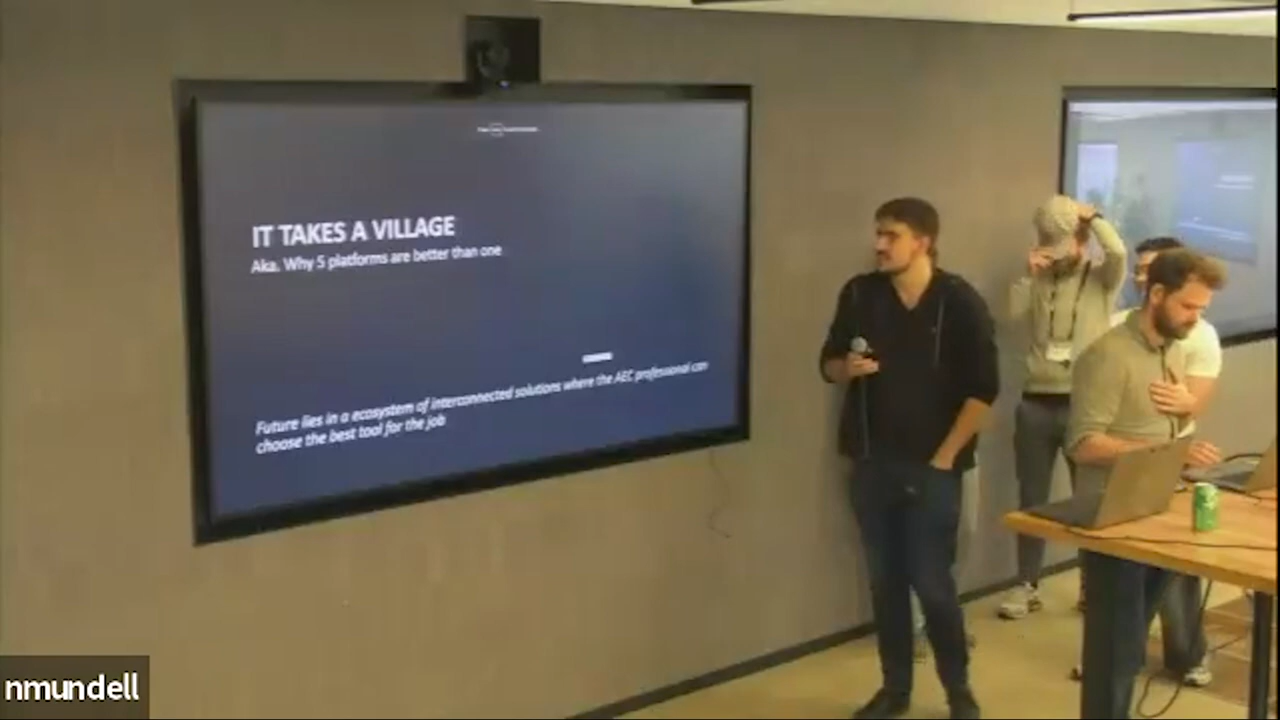 IT TAKES A VILLAGE
Aka. Why 5 platforms are better than one
Future lies in a ecosystem of interconnected solutions where the AEC professional can
choose the best tool for the job
nmundell